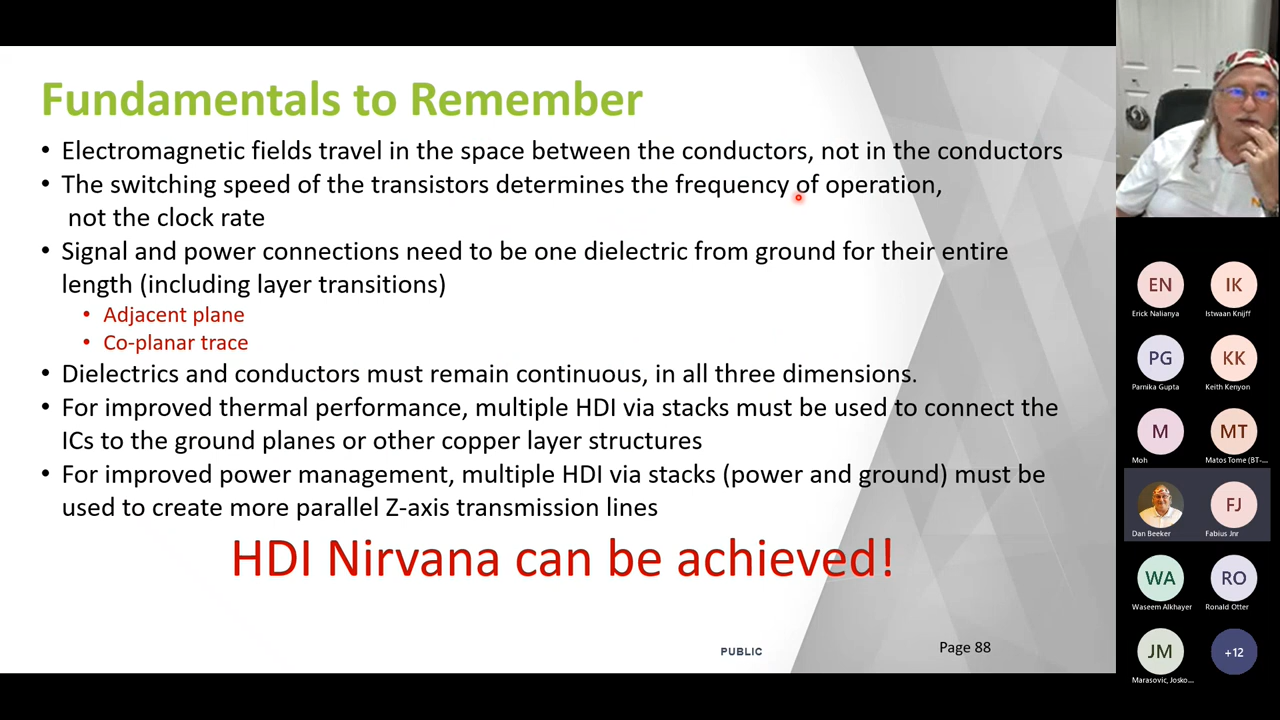 Fundamentals to Remember
• Electromagnetic fields travel in the space between the conductors, not in the conductors
• The switching speed of the transistors determines the frequency of operation,
not the clock rate
• Signal and power connections need to be one dielectric from ground for their entire
length (including layer transitions)
• Adjacent plane
• Co-planar trace
• Dielectrics and conductors must remain continuous, in all three dimensions.
• For improved thermal performance, multiple HDI via stacks must be used to connect the
ICs to the ground planes or other copper layer structures
• For improved power management, multiple HDI via stacks (power and ground) must be
used to create more parallel Z-axis transmission lines
HDI Nirvana can be achieved!
PUBLIC
Page 88
EN
IK
Erick Nalianya
Istwaan Knijff
PG
KK
Parnika Gupta
Keith Kenyon
M
MT
Moh
Matos Tome (BT-...
FJ
Dan Beeker
Fabius Jnr
WA
RO
Waseem Alkhayer
Ronald Otter
JM
+12
Marasovic, Josko...